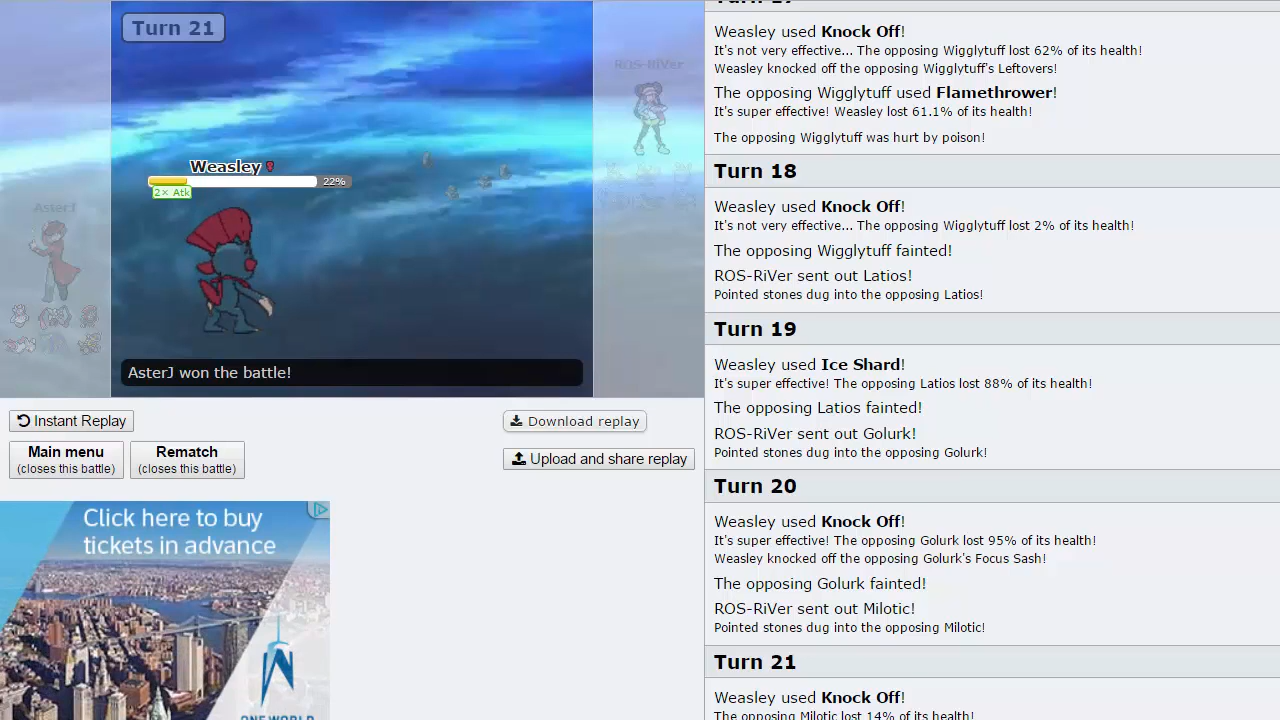 Turn 21
ROS-RiVer
Weasley
22%
2× Atk
AsterJ
AsterJ won the battle!
Instant Replay
Download replay
Main menu
(closes this battle)
Rematch
(closes this battle)
Upload and share replay
Click here to buy
tickets in advance
ONE WORLD
Weasley used Knock Off!
It's not very effective... The opposing Wigglytuff lost 62% of its health!
Weasley knocked off the opposing Wigglytuff's Leftovers!
The opposing Wigglytuff used Flamethrower!
It's super effective! Weasley lost 61.1% of its health!
The opposing Wigglytuff was hurt by poison!
Turn 18
Weasley used Knock Off!
It's not very effective... The opposing Wigglytuff lost 2% of its health!
The opposing Wigglytuff fainted!
ROS-RiVer sent out Latios!
Pointed stones dug into the opposing Latios!
Turn 19
Weasley used Ice Shard!
It's super effective! The opposing Latios lost 88% of its health!
The opposing Latios fainted!
ROS-RiVer sent out Golurk!
Pointed stones dug into the opposing Golurk!
Turn 20
Weasley used Knock Off!
It's super effective! The opposing Golurk lost 95% of its health!
Weasley knocked off the opposing Golurk's Focus Sash!
The opposing Golurk fainted!
ROS-RiVer sent out Milotic!
Pointed stones dug into the opposing Milotic!
Turn 21
Weasley used Knock Off!
The opposing Milotic lost 14% of its health!